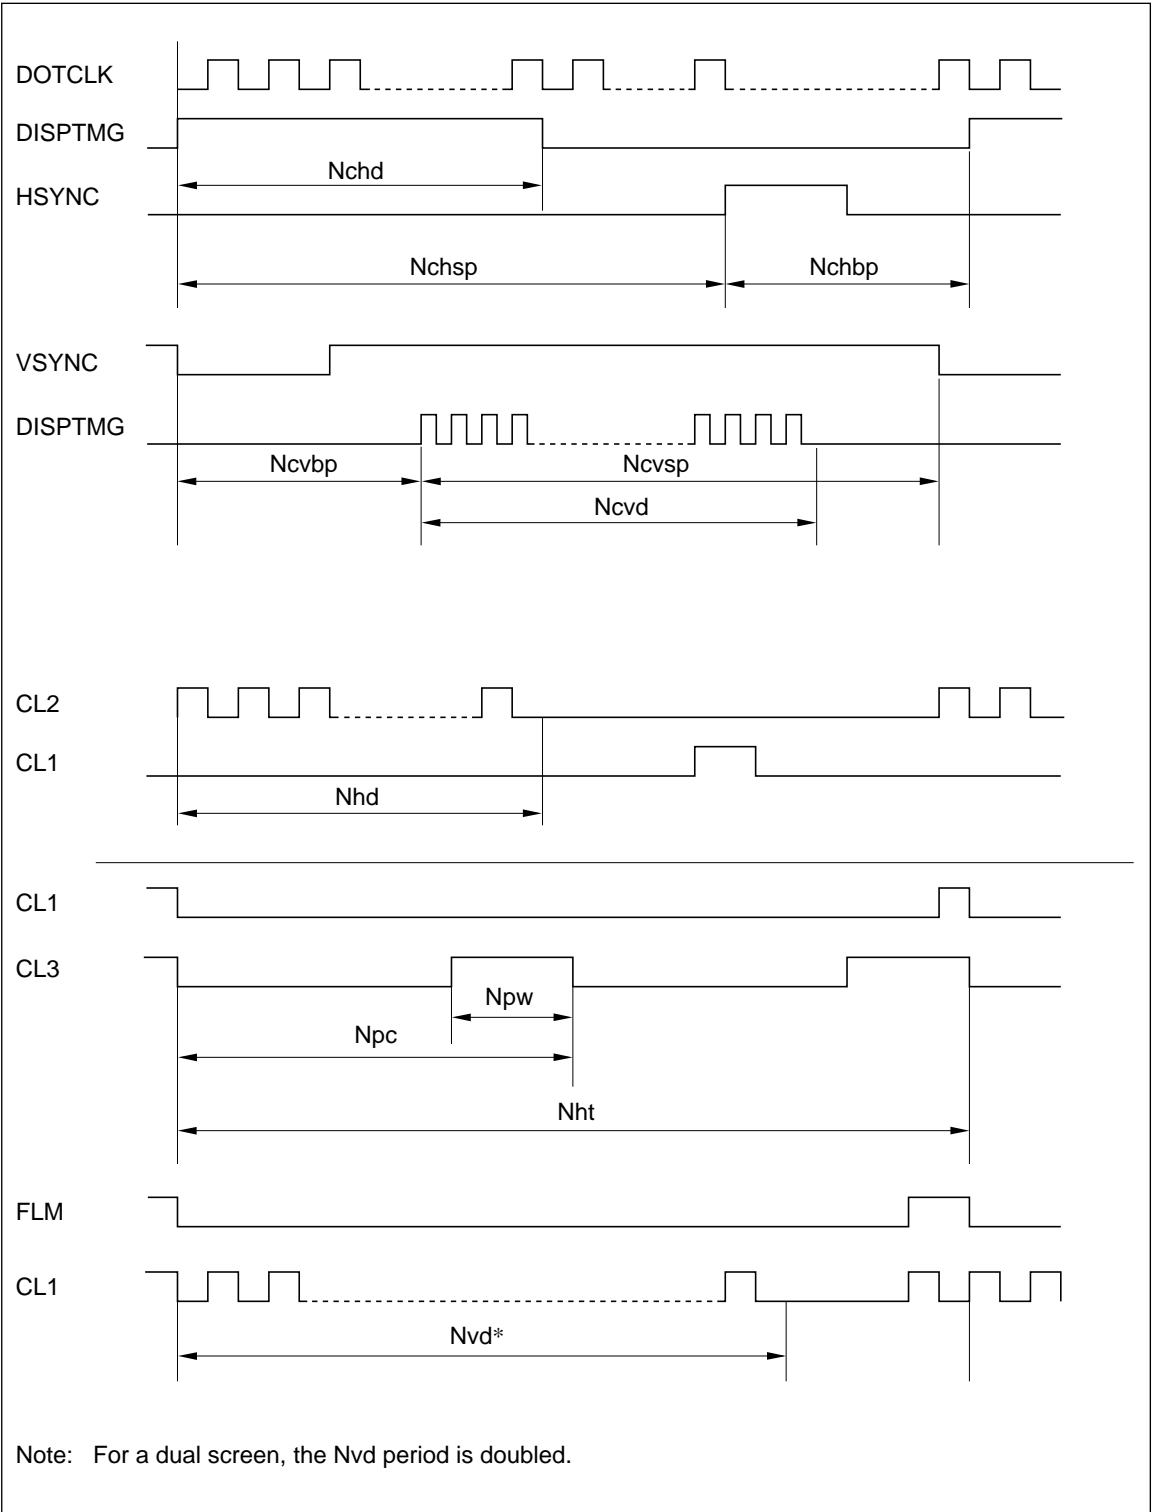 DOTCLK
DISPTMG
Nchd
HSYNC
Nchsp
Nchbp
VSYNC
DISPTMG
Ncvbp
Ncvsp
Ncvd
CL2
CL1
Nhd
CL1
CL3
Npw
Npc
Nht
FLM
CL1
Nvd*
Note: For a dual screen, the Nvd period is doubled.